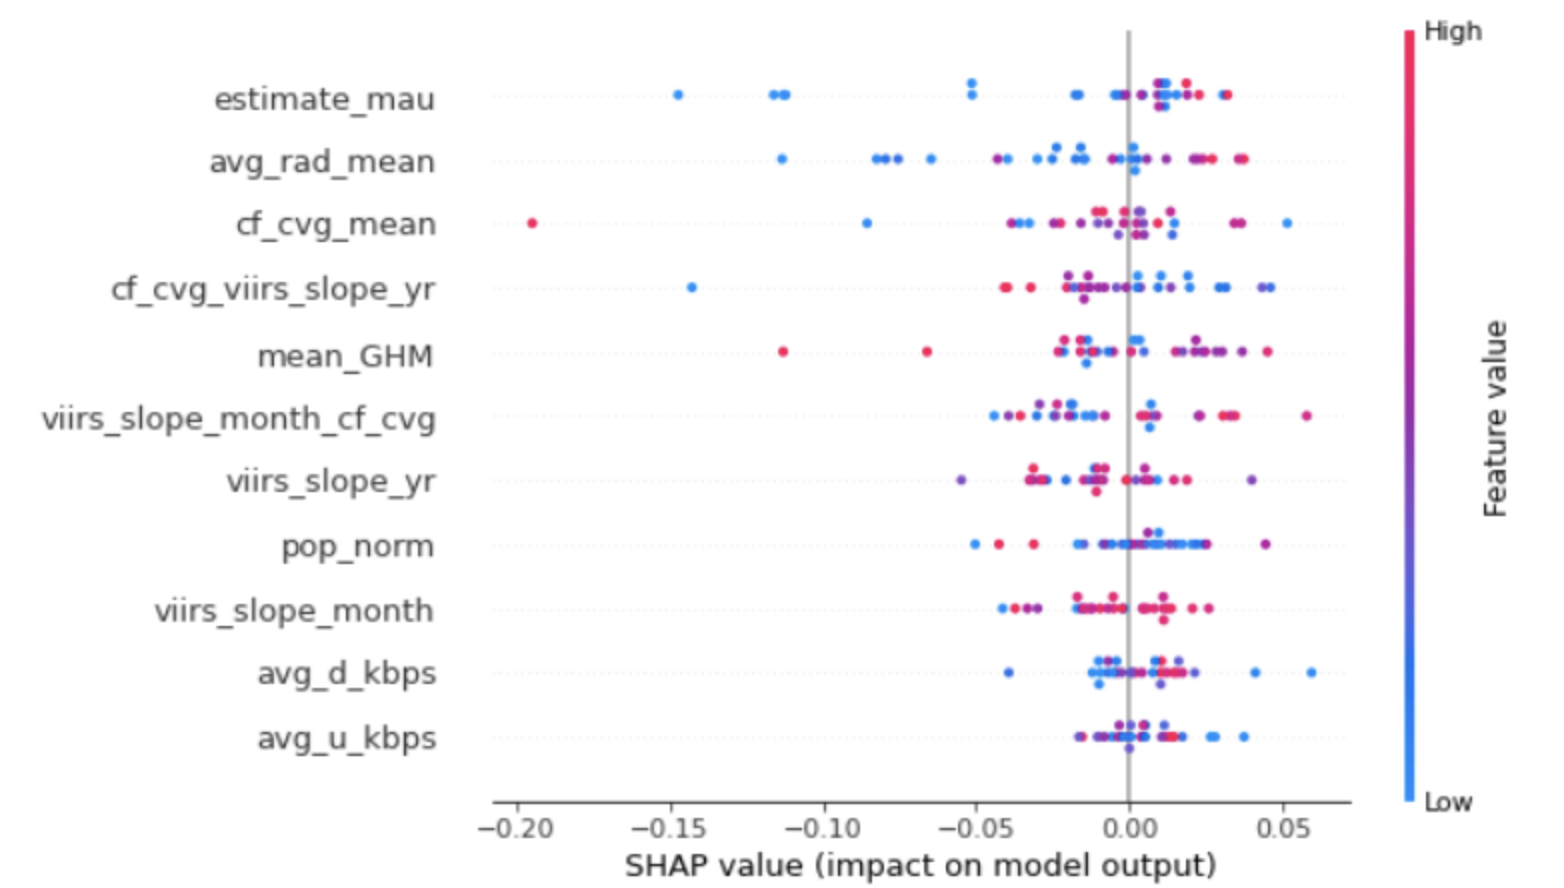 High
estimate_mau
avg_rad_mean
cf_cvg_mean
cf_cvg_viirs_slope_yr
mean_GHM
viirs_slope_month_cf_cvg
viirs_slope_yr
pop_norm
viirs_slope_month
avg_d_kbps
avg_u_kbps
Feature value
Low
−0.20 −0.15 −0.10 −0.05 0.00 0.05
SHAP value (impact on model output)